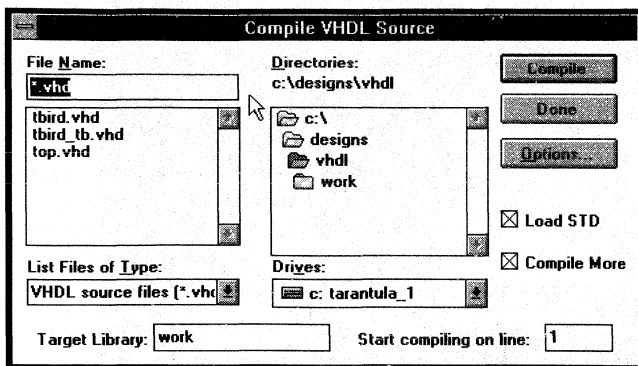 Compile VHDL Source
File Name:
*.vhd
tbird.vhd
tbird_tb.vhd
top.vhd
List Files of Type:
VHDL source files (*.vhd
Directories:
c:\designs\vhdl
c:\
designs
vhdl
work
Drives:
c: tarantula_1
Compile
Done
Options...
Load STD
Compile More
Target Library: work
Start compiling on line: 1